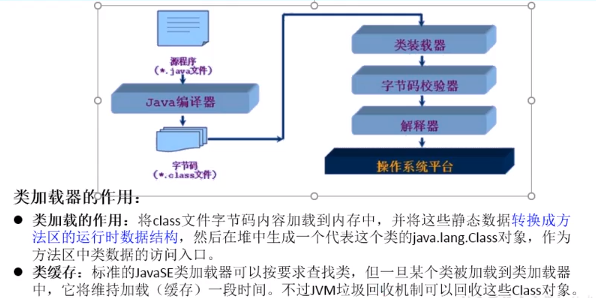 源程序
（*.java文件）
Java编译器
字节码
（*.class文件）
类装载器
字节码校验器
解释器
操作系统平台
类加载器的作用：
类加载的作用：将class文件字节码内容加载到内存中，并将这些静态数据转换成方
法区的运行时数据结构，然后在堆中生成一个代表这个类的java.lang.Class对象，作为
方法区中类数据的访问入口。
类缓存：标准的JavaSE类加载器可以按要求查找类，但一旦某个类被加载到类加载器
中，它将维持加载（缓存）一段时间。不过JVM垃圾回收机制可以回收这些Class对象。